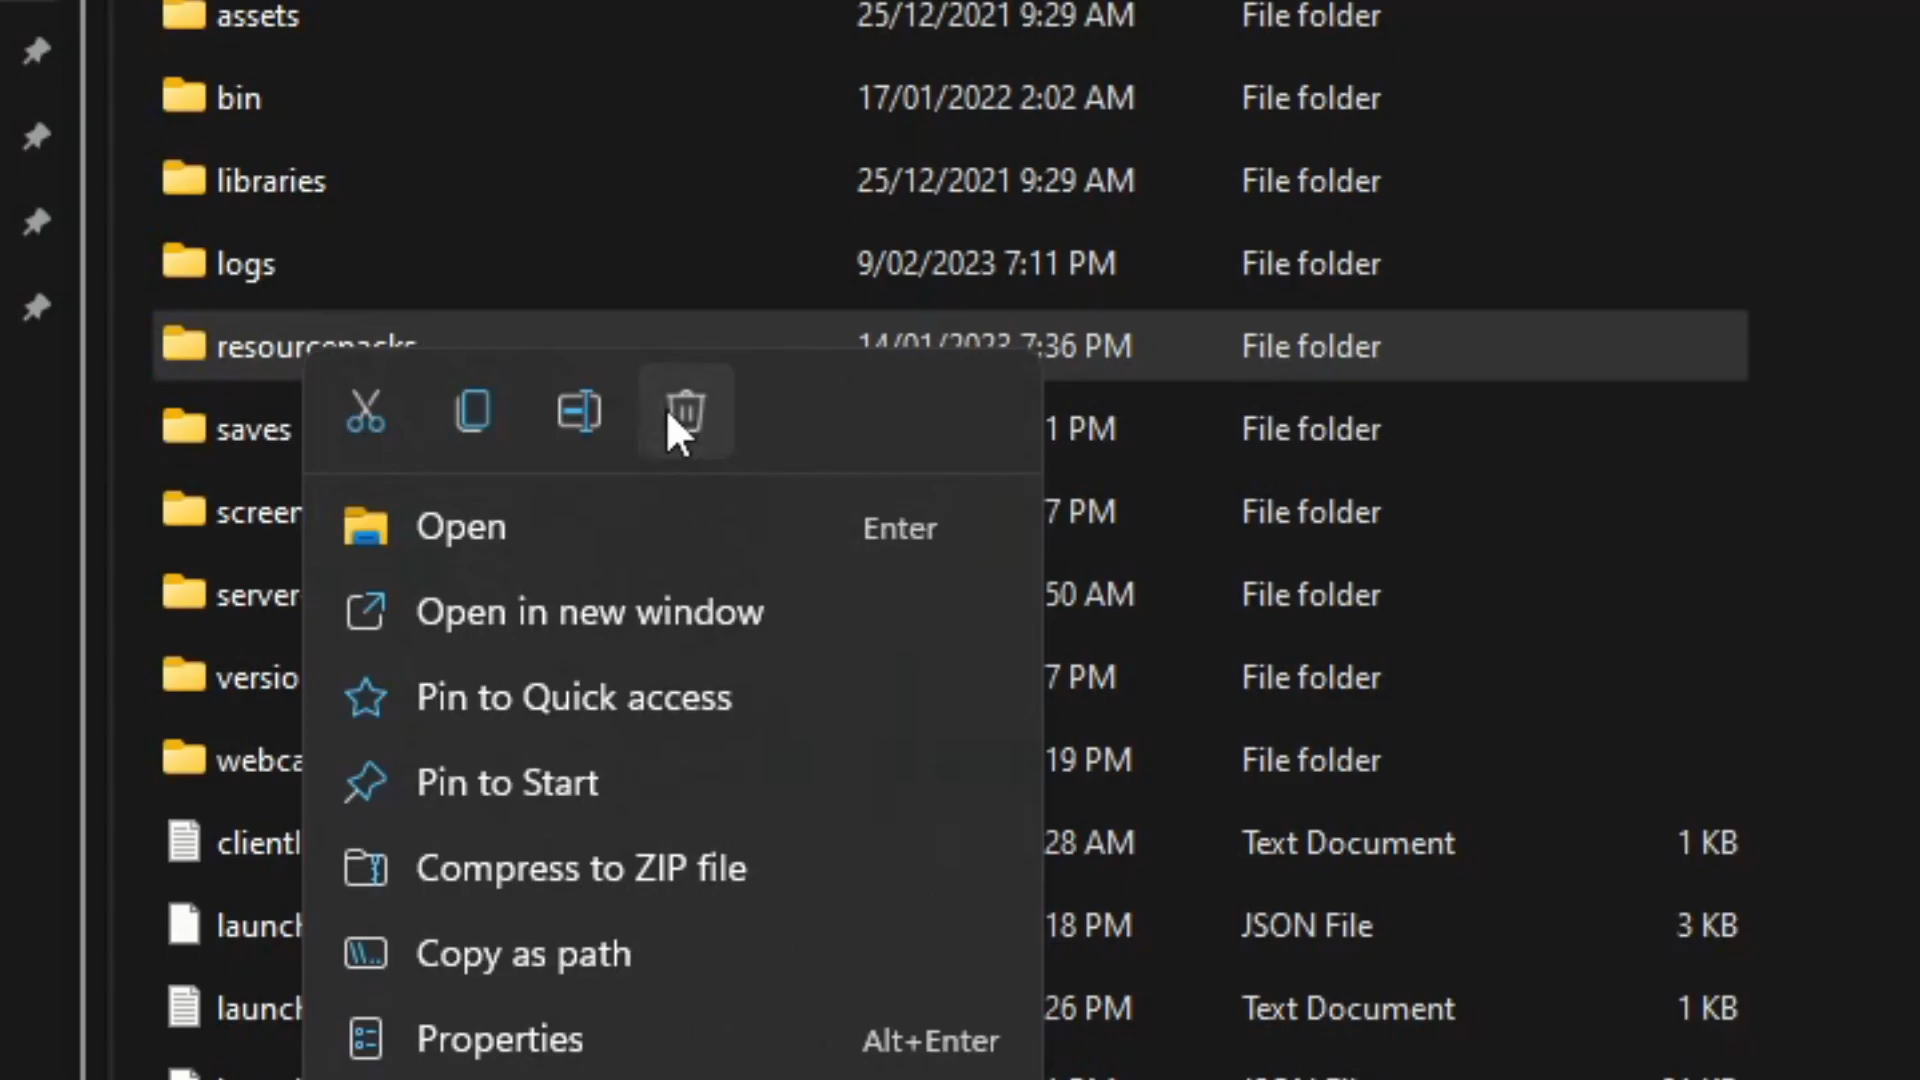 assets 25/12/2021 9:29 AM File folder
bin 17/01/2022 2:02 AM File folder
libraries 25/12/2021 9:29 AM File folder
logs 9/02/2023 7:11 PM File folder
resourcepacks 14/01/2023 7:36 PM File folder
saves 1 PM File folder
screen 7 PM File folder
Open Enter
server 50 AM File folder
Open in new window
versio 7 PM File folder
Pin to Quick access
webca 19 PM File folder
Pin to Start
clientl 28 AM Text Document 1 KB
Compress to ZIP file
launch 18 PM JSON File 3 KB
Copy as path
launch 26 PM Text Document 1 KB
Properties Alt+Enter